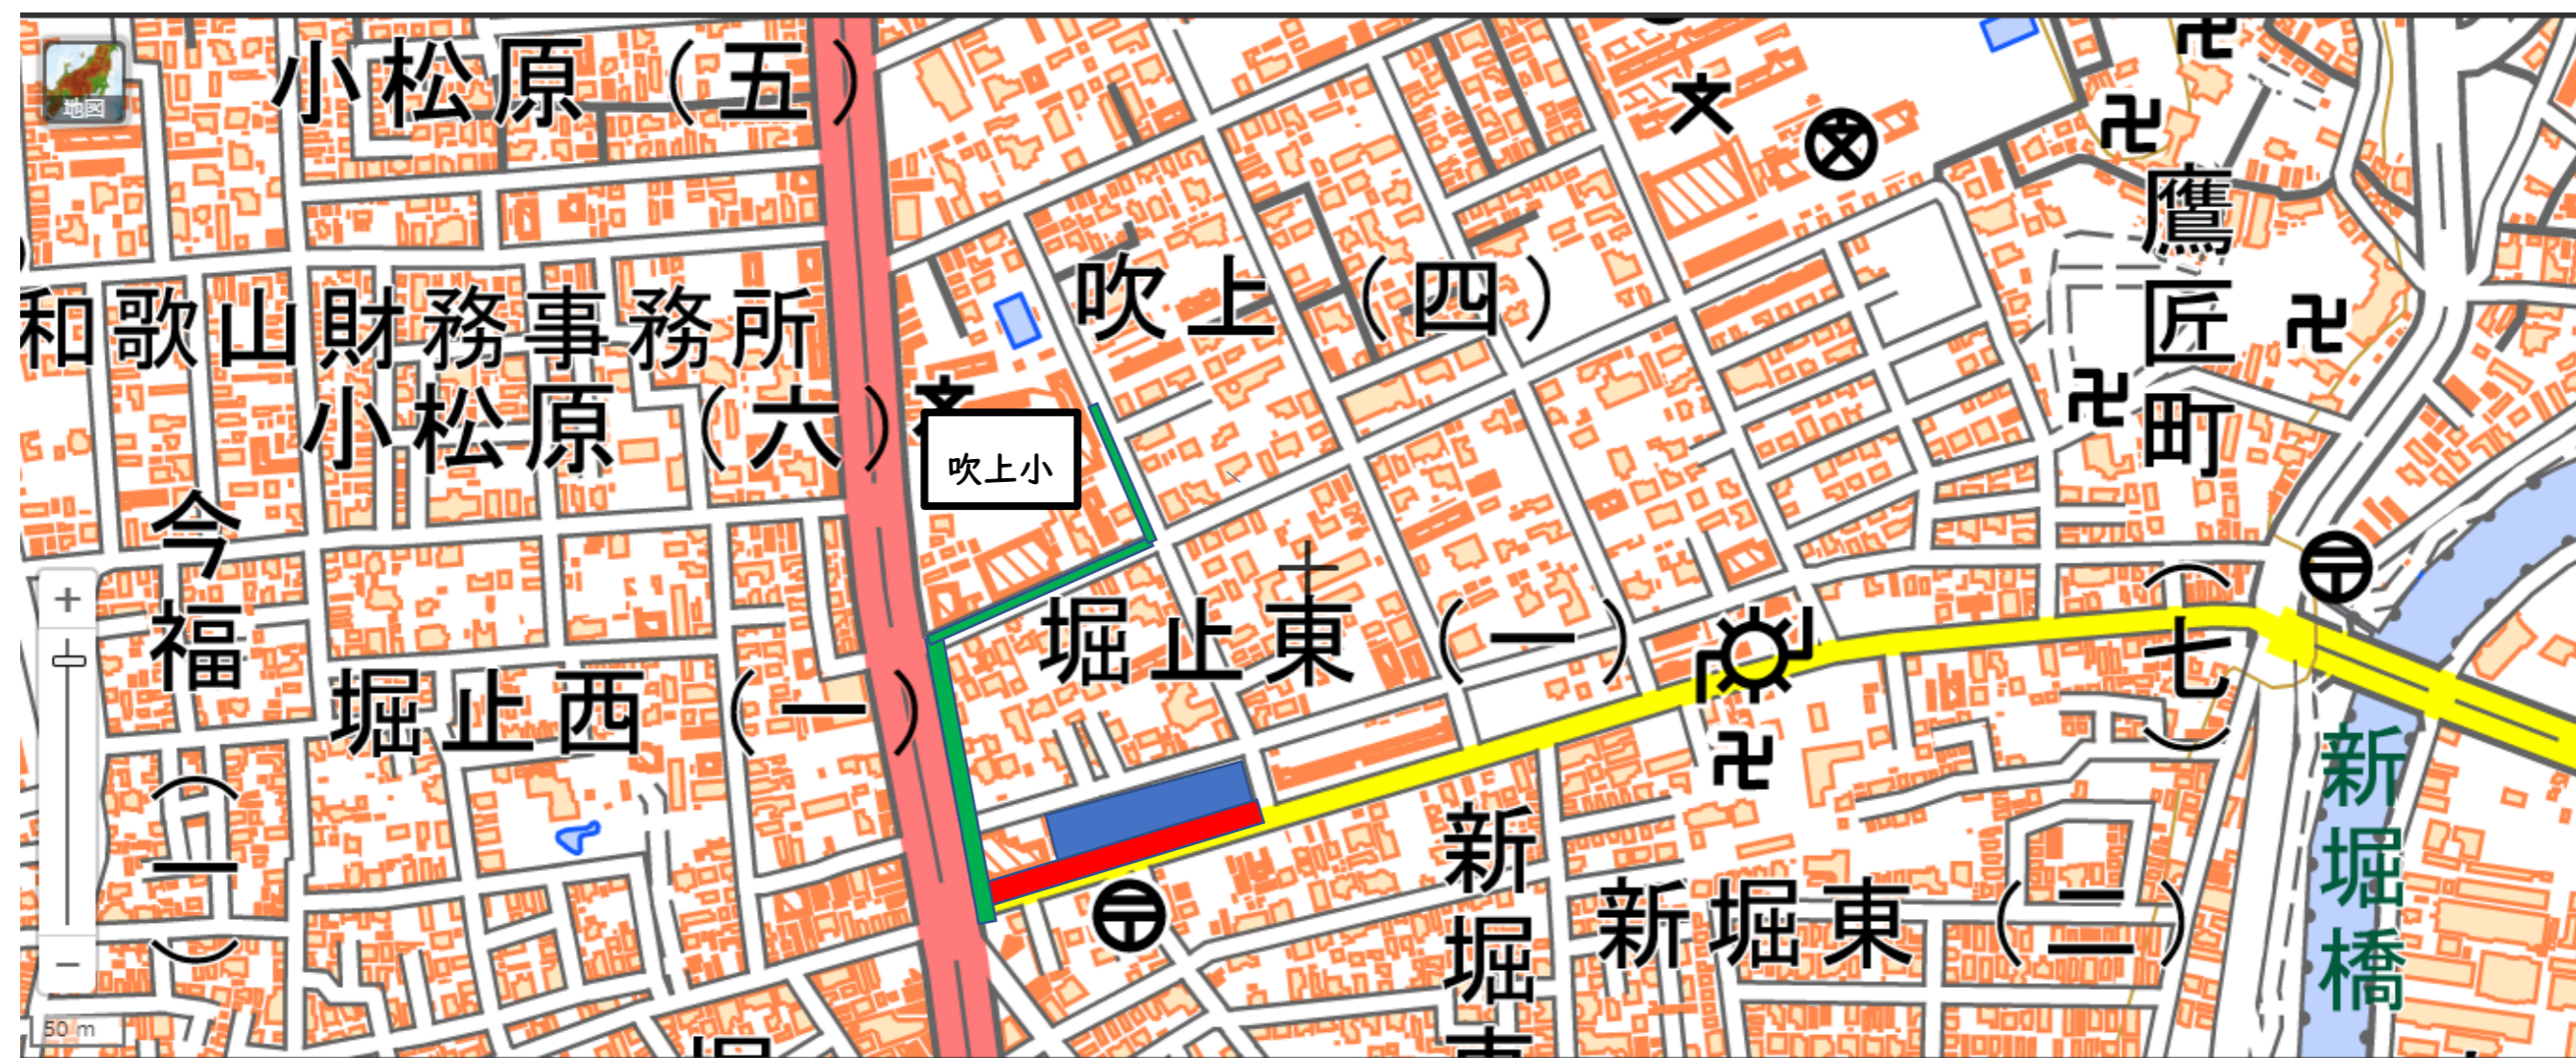 地図
小松原（五）
鷹匠町（七）
吹上（四）
和歌山財務事務所
小松原（六）
吹上小
今福（一）
堀止東（一）
堀止西（一）
新堀橋
新堀東
新堀東（二）
+
−
50 m